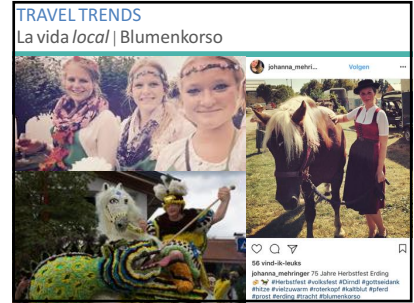 TRAVEL TRENDS
La vida local | Blumenkorso
johanna_mehri... Volgen ...
56 vind-ik-leuks
johanna_mehringer 75 Jahre Herbstfest Erding
#Herbstfest #volksfest #Dirndl #gottseidank
#hitze #vielzuwarm #roterkopf #kaltblut #pferd
#prost #erding #tracht #blumenkorso